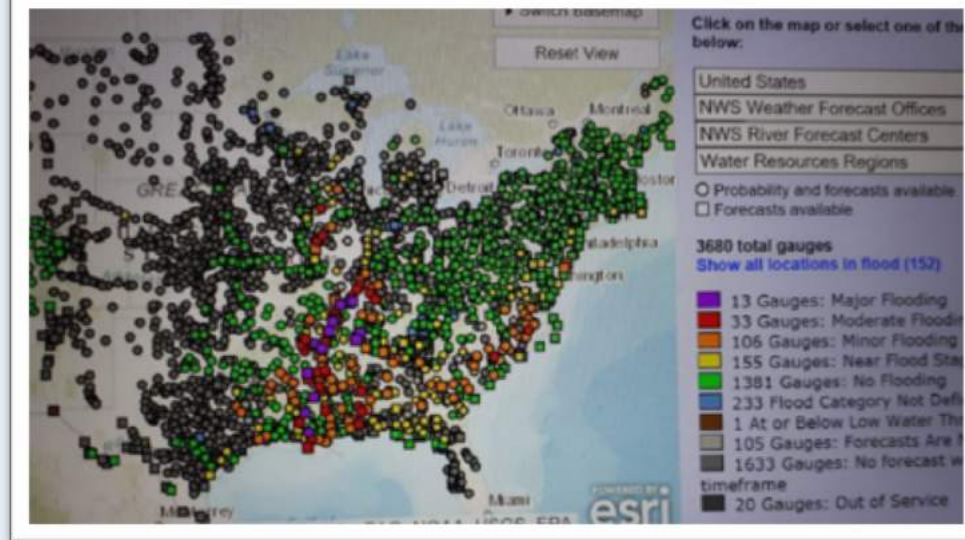 Switch Basemap
Reset View
Lake
Superior
Ottawa
Montreal
Lake
Huron
Toronto
Detroit
GREA
Click on the map or select one of the
below:
United States
NWS Weather Forecast Offices
NWS River Forecast Centers
Water Resources Regions
Probability and forecasts available
Forecasts available
3680 total gauges
Show all locations in flood (152)
13 Gauges: Major Flooding
33 Gauges: Moderate Floodin
106 Gauges: Minor Flooding
155 Gauges: Near Flood Sta
1381 Gauges: No Flooding
233 Flood Category Not Defi
1 At or Below Low Water Thr
105 Gauges: Forecasts Are N
1633 Gauges: No forecast w
timeframe
20 Gauges: Out of Service
Miami
POWERED BY
esri